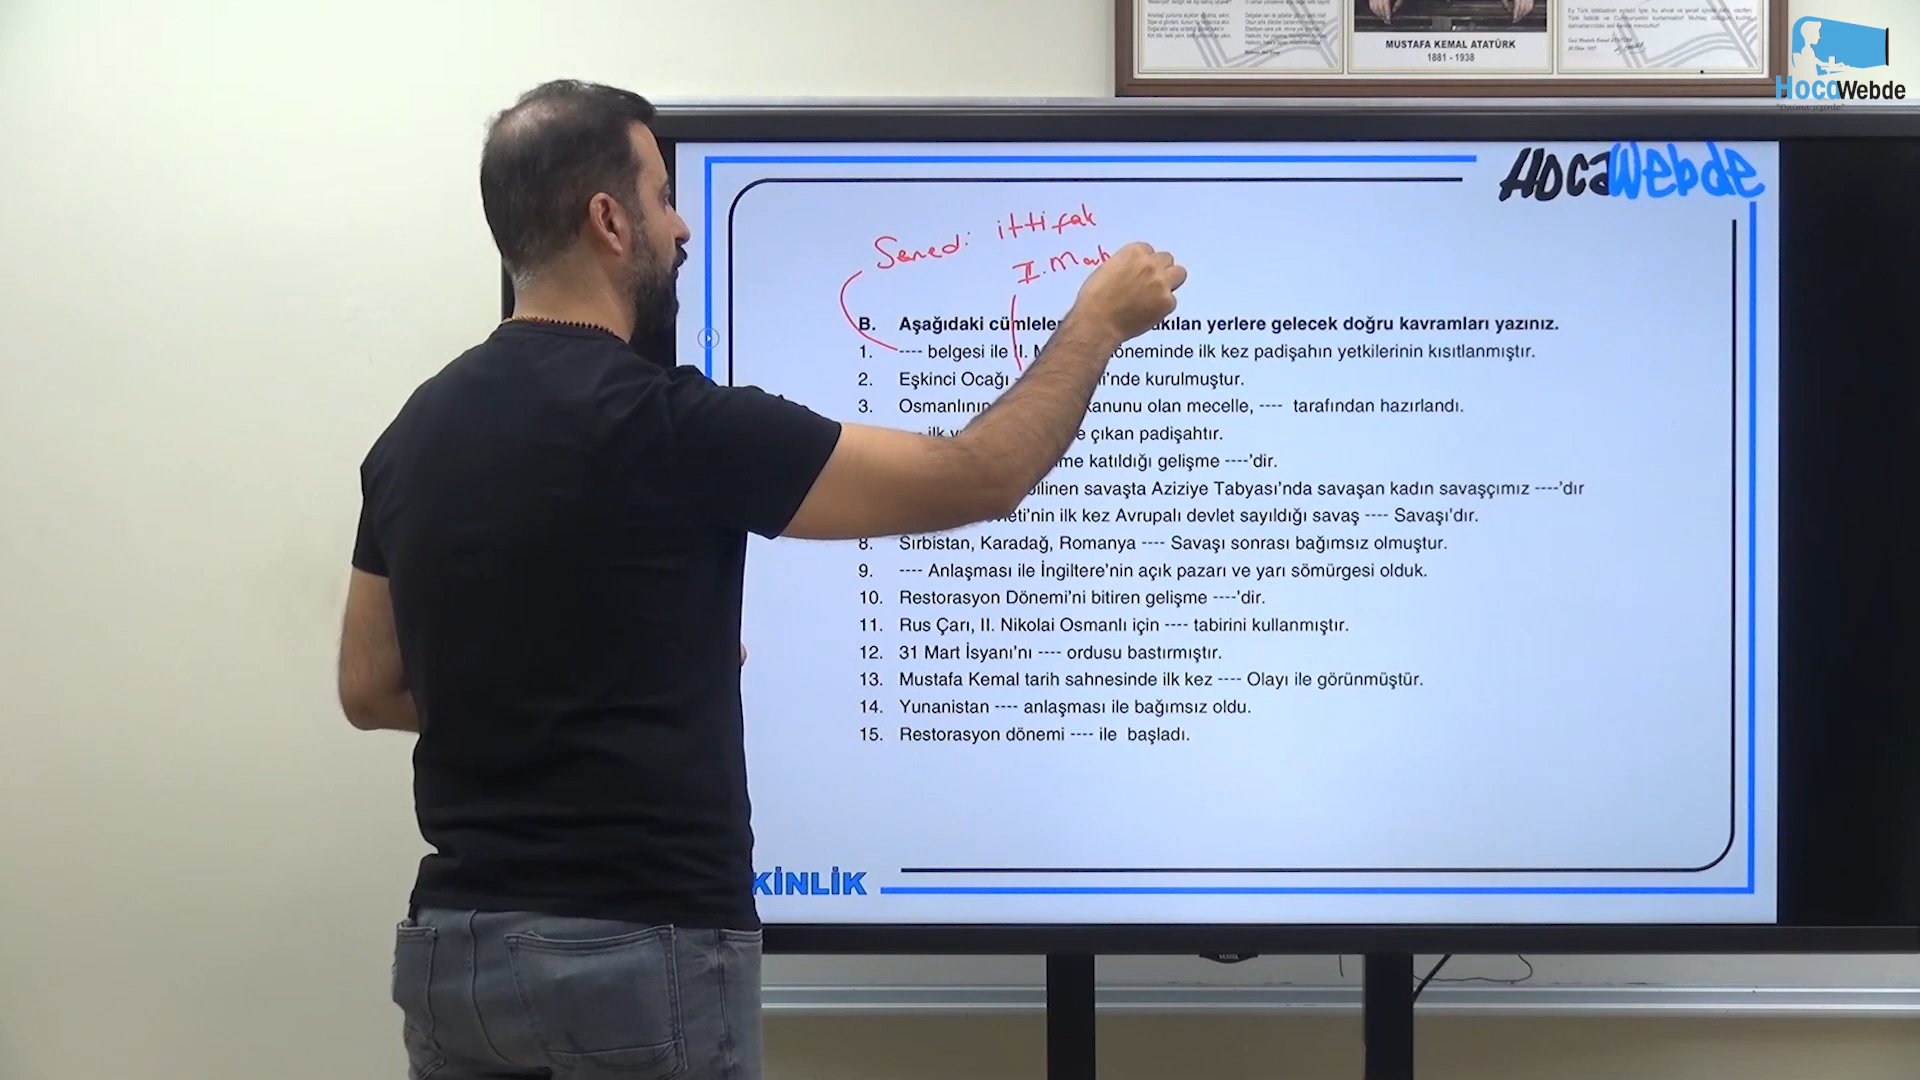 MUSTAFA KEMAL ATATÜRK
1881 - 1938
HocaWebde
HocaWebde
Sened-i ittifak
II. Mah
B. Aşağıdaki cümleler akılan yerlere gelecek doğru kavramları yazınız.
1. ---- belgesi ile II. M öneminde ilk kez padişahın yetkilerinin kısıtlanmıştır.
2. Eşkinci Ocağı i'nde kurulmuştur.
3. Osmanlının kanunu olan mecelle, ---- tarafından hazırlandı.
ilk e çıkan padişahtır.
me katıldığı gelişme ----'dir.
bilinen savaşta Aziziye Tabyası'nda savaşan kadın savaşçımız ----'dır
leti'nin ilk kez Avrupalı devlet sayıldığı savaş ---- Savaşı'dır.
8. Sırbistan, Karadağ, Romanya ---- Savaşı sonrası bağımsız olmuştur.
9. ---- Anlaşması ile İngiltere'nin açık pazarı ve yarı sömürgesi olduk.
10. Restorasyon Dönemi'ni bitiren gelişme ----'dir.
11. Rus Çarı, II. Nikolai Osmanlı için ---- tabirini kullanmıştır.
12. 31 Mart İsyanı'nı ---- ordusu bastırmıştır.
13. Mustafa Kemal tarih sahnesinde ilk kez ---- Olayı ile görünmüştür.
14. Yunanistan ---- anlaşması ile bağımsız oldu.
15. Restorasyon dönemi ---- ile başladı.
KİNLİK
VESTEL